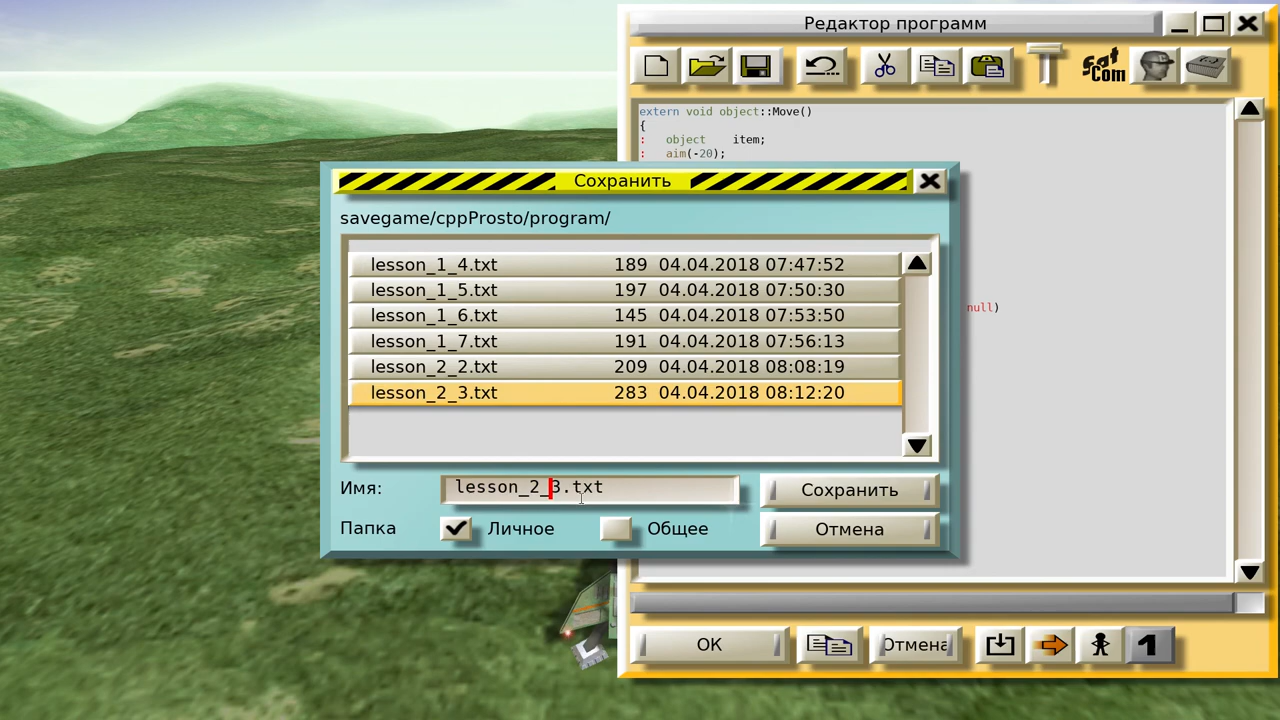 Редактор программ
Sat
Com
extern void object::Move()
{
:   object    item;
:   aim(-20);
null)
Сохранить
savegame/cppProsto/program/
lesson_1_4.txt 189 04.04.2018 07:47:52
lesson_1_5.txt 197 04.04.2018 07:50:30
lesson_1_6.txt 145 04.04.2018 07:53:50
lesson_1_7.txt 191 04.04.2018 07:56:13
lesson_2_2.txt 209 04.04.2018 08:08:19
lesson_2_3.txt 283 04.04.2018 08:12:20
Имя: lesson_2_3.txt Сохранить
Папка Личное Общее Отмена
OK Отмена 1